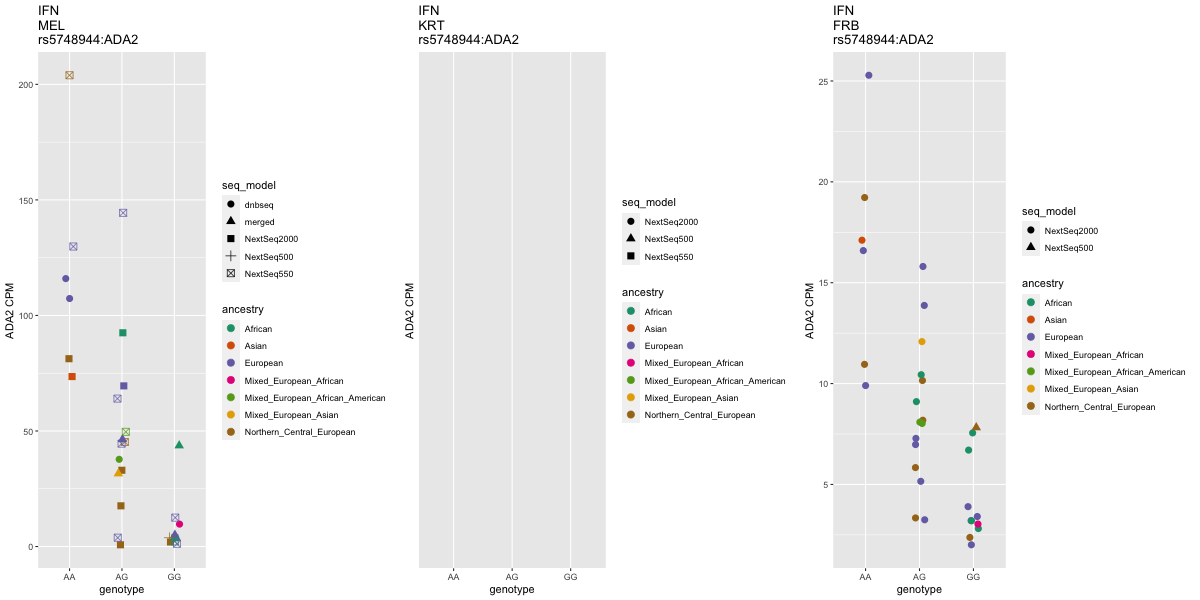 IFN
MEL
rs5748944:ADA2
ADA2 CPM
200
150
100
50
0
AA
AG
GG
genotype
seq_model
dnbseq
merged
NextSeq2000
NextSeq500
NextSeq550
ancestry
African
Asian
European
Mixed_European_African
Mixed_European_African_American
Mixed_European_Asian
Northern_Central_European
IFN
KRT
rs5748944:ADA2
ADA2 CPM
AA
AG
GG
genotype
seq_model
NextSeq2000
NextSeq500
NextSeq550
ancestry
African
Asian
European
Mixed_European_African
Mixed_European_African_American
Mixed_European_Asian
Northern_Central_European
IFN
FRB
rs5748944:ADA2
ADA2 CPM
25
20
15
10
5
AA
AG
GG
genotype
seq_model
NextSeq2000
NextSeq500
ancestry
African
Asian
European
Mixed_European_African
Mixed_European_African_American
Mixed_European_Asian
Northern_Central_European